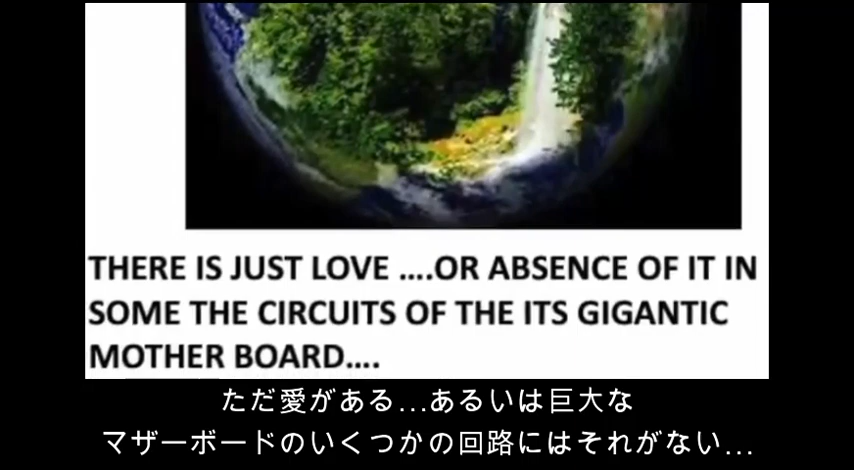 THERE IS JUST LOVE ....OR ABSENCE OF IT IN
SOME THE CIRCUITS OF THE ITS GIGANTIC
MOTHER BOARD....
ただ愛がある...あるいは巨大な
マザーボードのいくつかの回路にはそれがない...